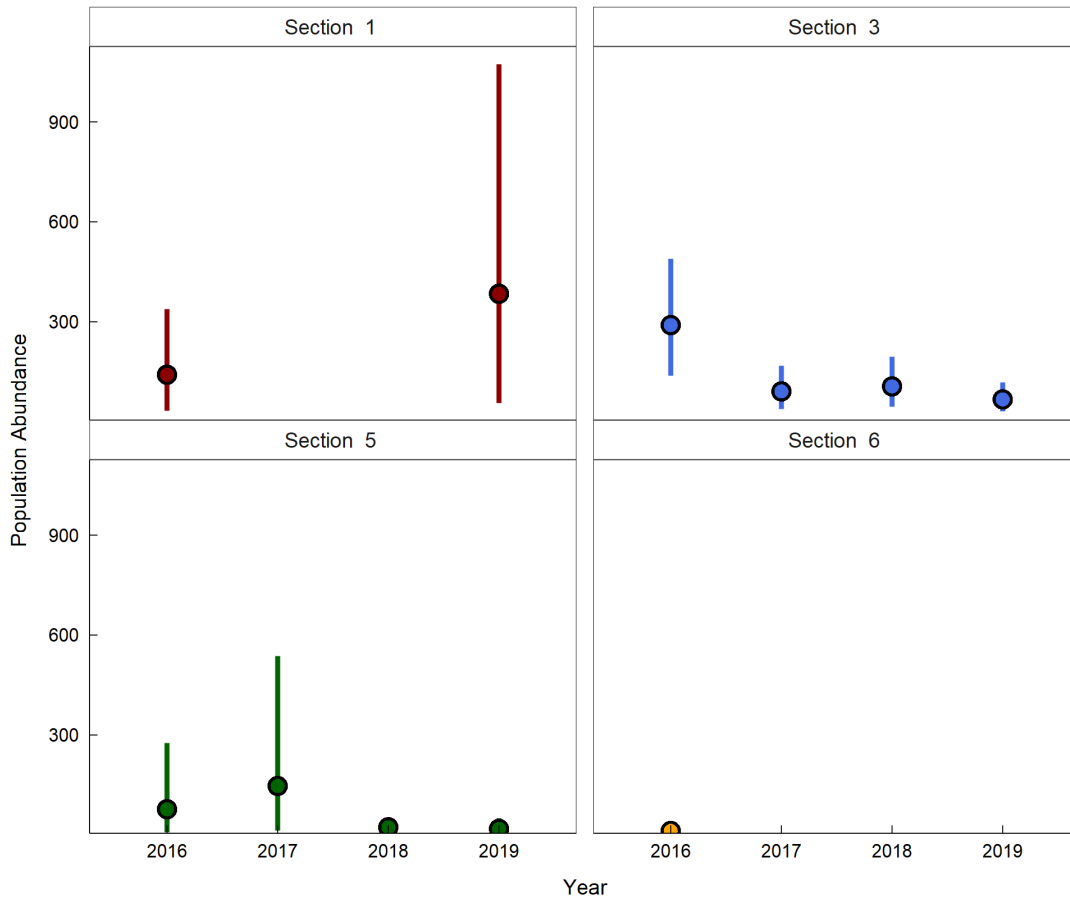 Section 1
Section 3
900
600
300
Section 5
Section 6
900
600
300
2016 2017 2018 2019
2016 2017 2018 2019
Population Abundance
Year